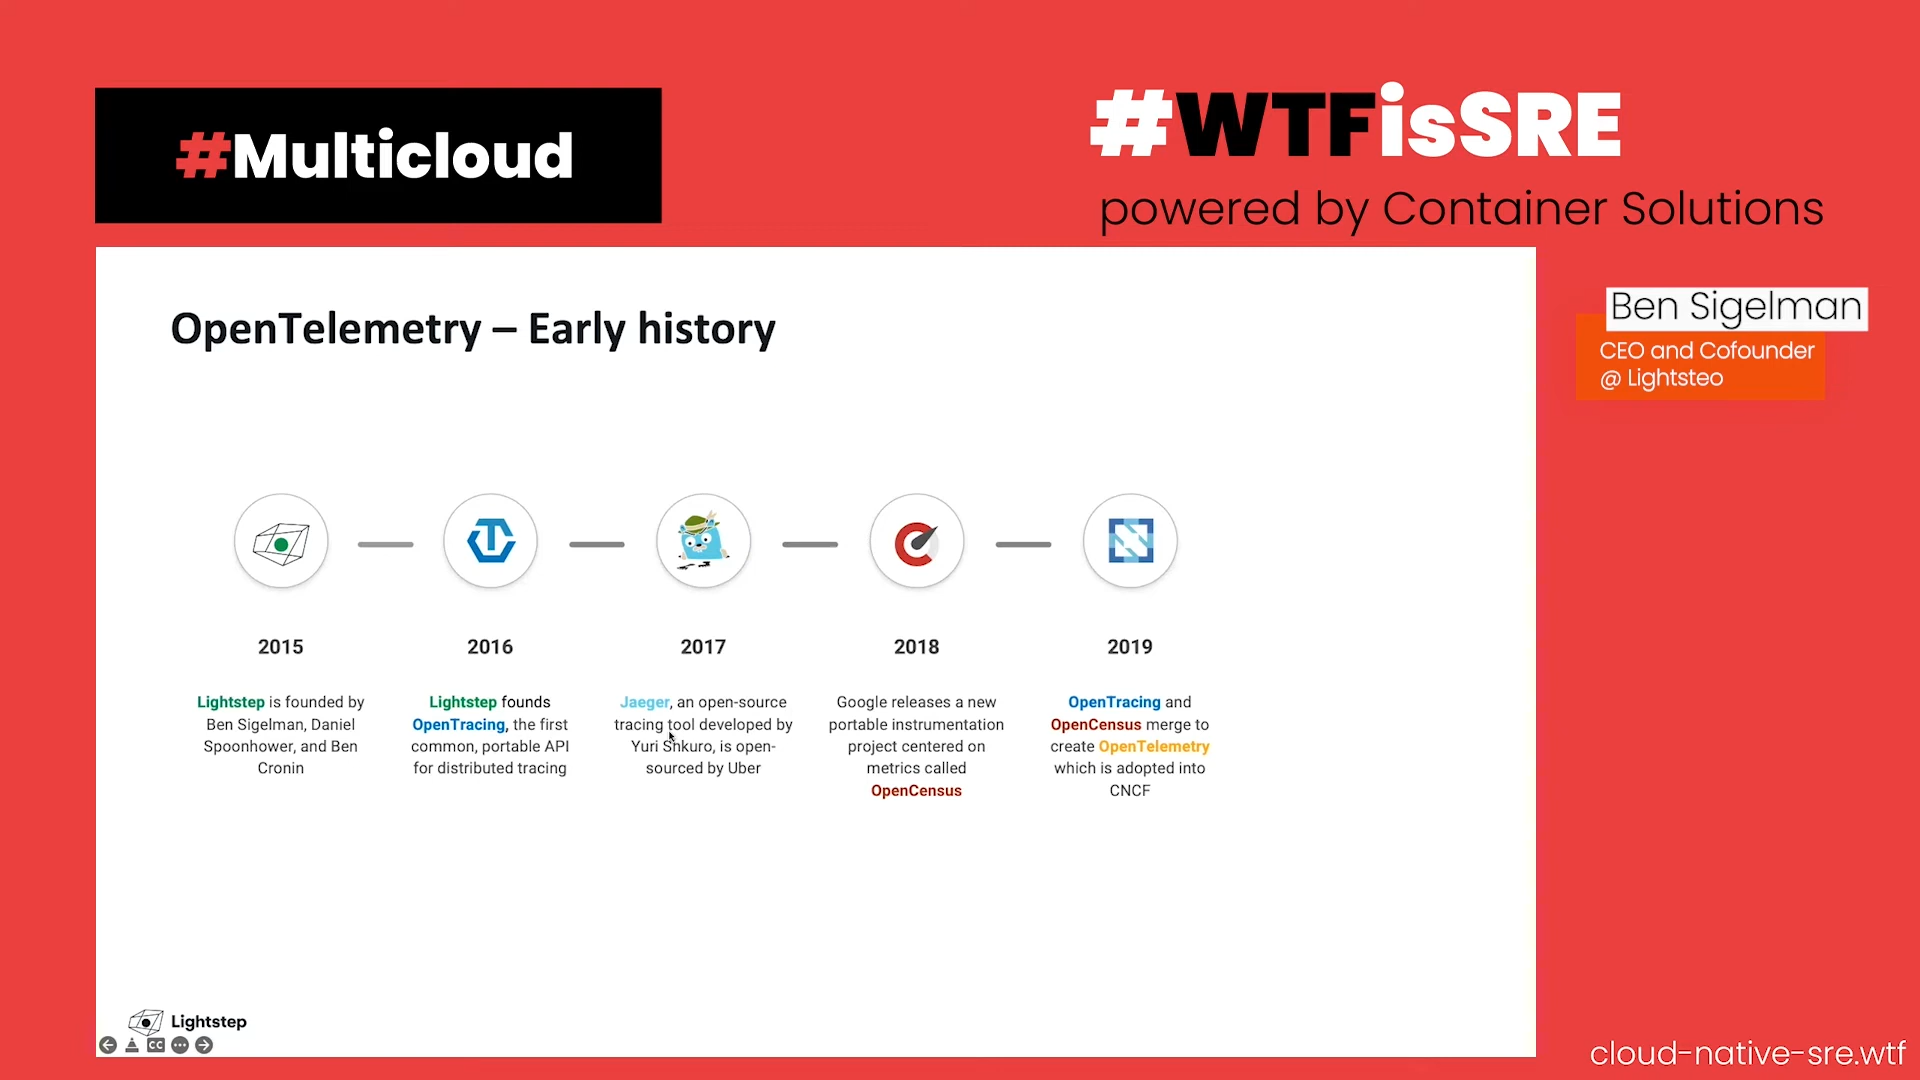 #Multicloud
#WTFisSRE
powered by Container Solutions
Ben Sigelman
CEO and Cofounder
@ Lightsteo
OpenTelemetry – Early history
2015
Lightstep is founded by
Ben Sigelman, Daniel
Spoonhower, and Ben
Cronin
2016
Lightstep founds
OpenTracing, the first
common, portable API
for distributed tracing
2017
Jaeger, an open-source
tracing tool developed by
Yuri Shkuro, is open-
sourced by Uber
2018
Google releases a new
portable instrumentation
project centered on
metrics called
OpenCensus
2019
OpenTracing and
OpenCensus merge to
create OpenTelemetry
which is adopted into
CNCF
Lightstep
CC
cloud-native-sre.wtf